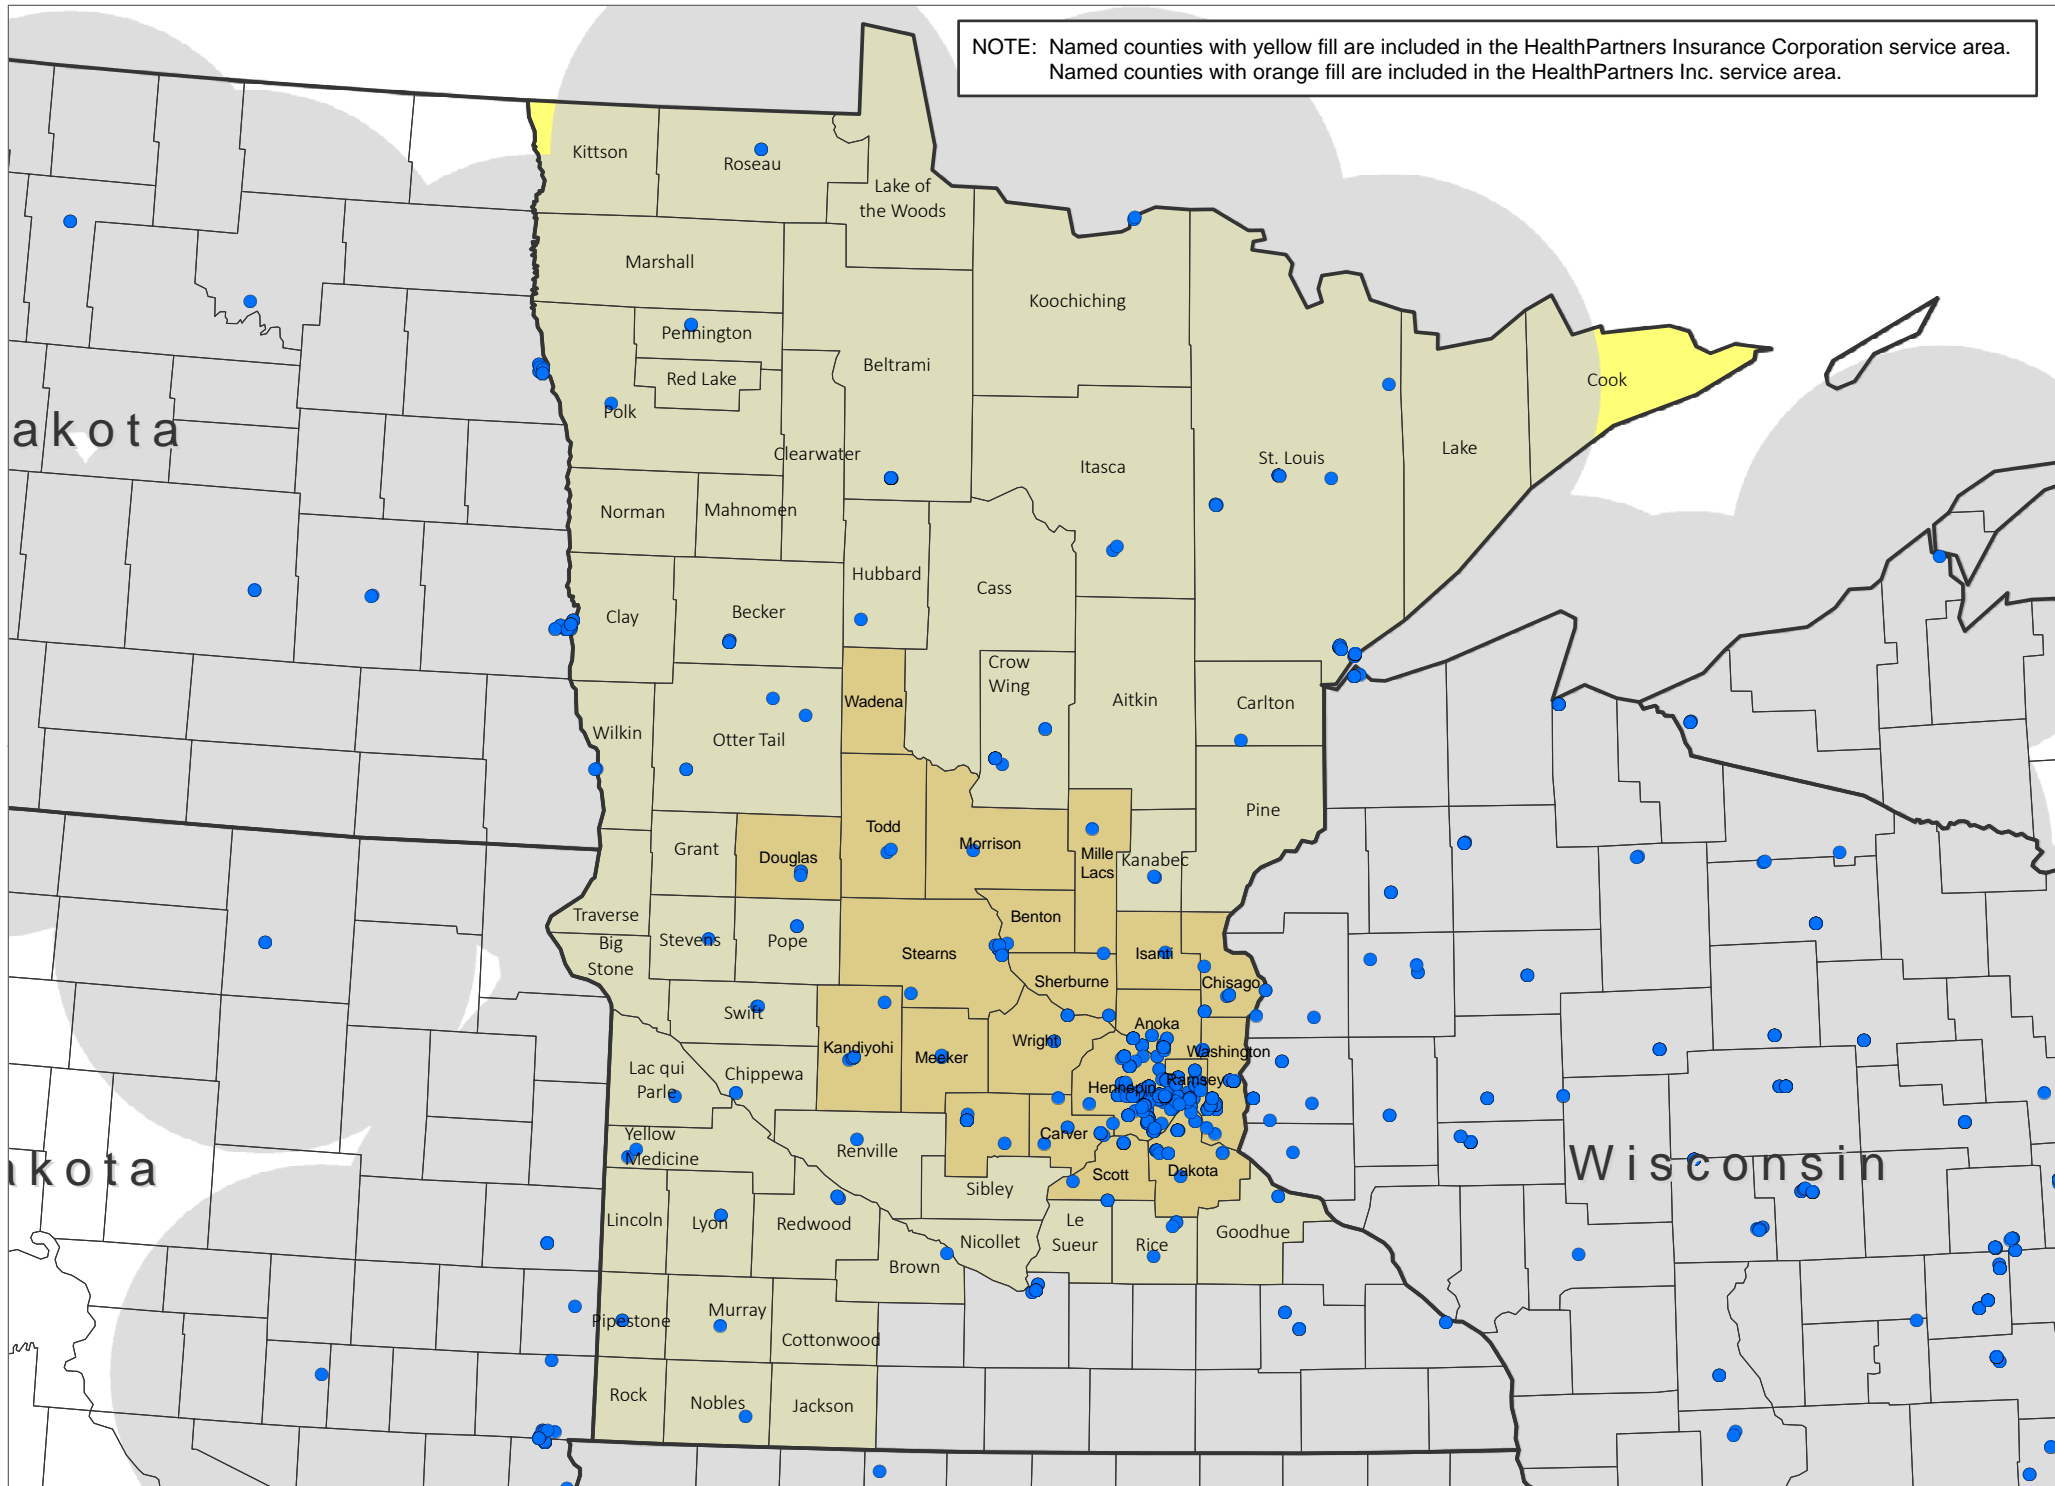 NOTE: Named counties with yellow fill are included in the HealthPartners Insurance Corporation service area.
Named counties with orange fill are included in the HealthPartners Inc. service area.
Kittson
Roseau
Lake of
the Woods
Marshall
Koochiching
Pennington
Beltrami
Red Lake
Cook
Polk
akota
Clearwater
Itasca
St. Louis
Lake
Norman
Mahnomen
Hubbard
Cass
Clay
Becker
Crow
Wing
Wadena
Aitkin
Carlton
Wilkin
Otter Tail
Pine
Todd
Morrison
Grant
Douglas
Mille
Lacs
Kanabec
Traverse
Benton
Stevens
Pope
Big
Stone
Stearns
Isanti
Sherburne
Chisago
Swift
Anoka
Wright
Kandiyohi
Meeker
Washington
Lac qui
Parle
Chippewa
Hennepin
Ramsey
Yellow
Medicine
Renville
Carver
akota
Wisconsin
Scott
Dakota
Sibley
Lincoln
Lyon
Redwood
Le
Sueur
Rice
Goodhue
Nicollet
Brown
Pipestone
Murray
Cottonwood
Rock
Nobles
Jackson